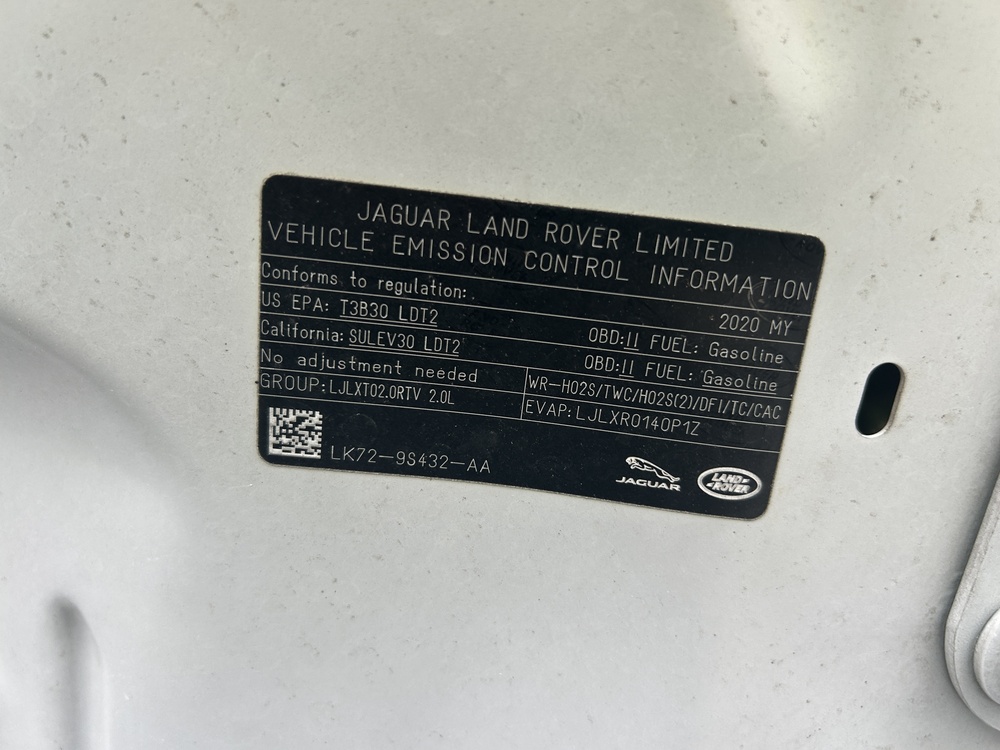 JAGUAR LAND ROVER LIMITED
VEHICLE EMISSION CONTROL INFORMATION
Conforms to regulation:
2020 MY
US EPA: T3B30 LDT2
OBD:II FUEL: Gasoline
California: SULEV30 LDT2
OBD:II FUEL: Gasoline
No adjustment needed
WR-HO2S/TWC/HO2S(2)/DFI/TC/CAC
GROUP: LJLXT02.0RTV 2.0L
EVAP: LJLXR0140P1Z
LK72-9S432-AA
JAGUAR
LAND
ROVER